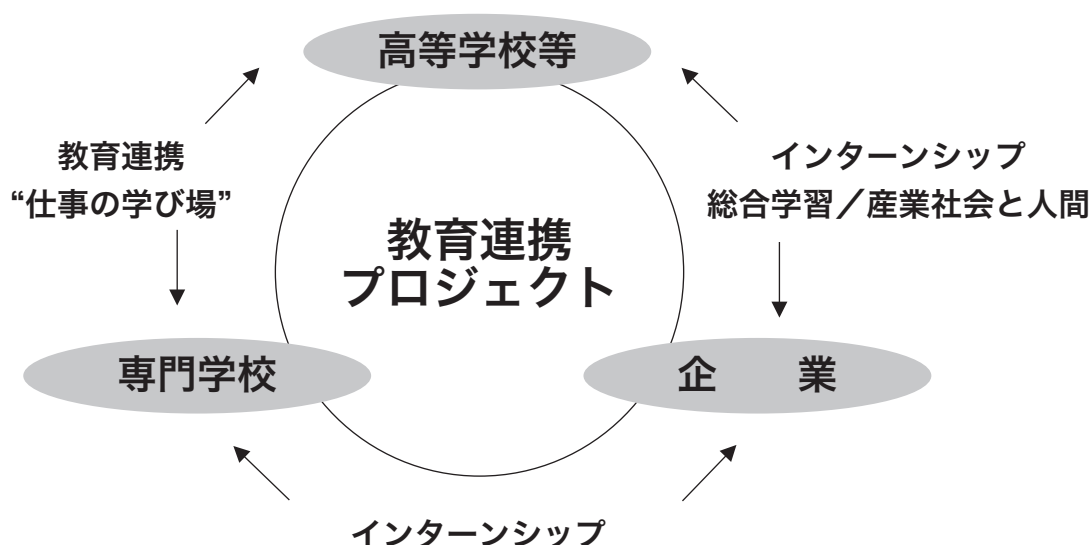 高等学校等
教育連携
“仕事の学び場”
インターンシップ
総合学習／産業社会と人間
教育連携
プロジェクト
専門学校
企　　業
インターンシップ